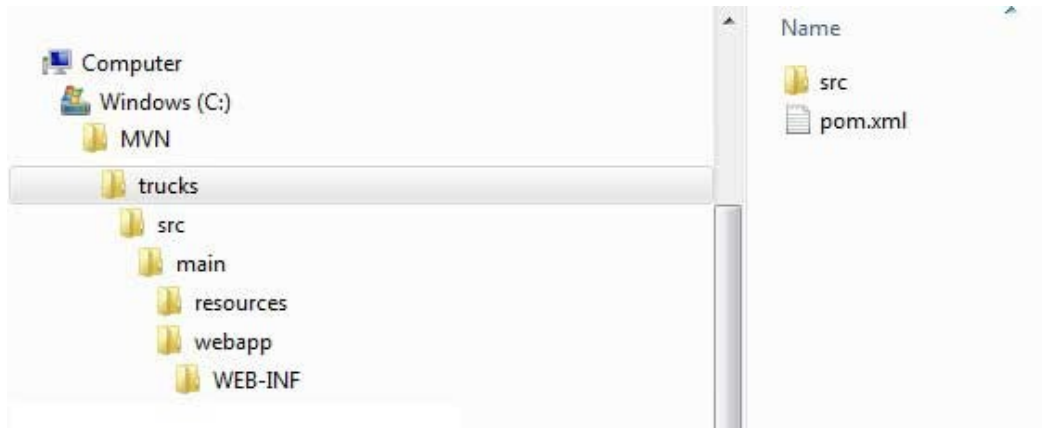 Computer
Windows (C:)
MVN
trucks
src
main
resources
webapp
WEB-INF
Name
src
pom.xml